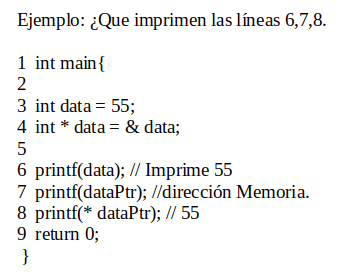 Ejemplo: ¿Que imprimen las líneas 6,7,8.
1 int main{
2
3 int data = 55;
4 int * data = & data;
5
6 printf(data); // Imprime 55
7 printf(dataPtr); //dirección Memoria.
8 printf(* dataPtr); // 55
9 return 0;
}